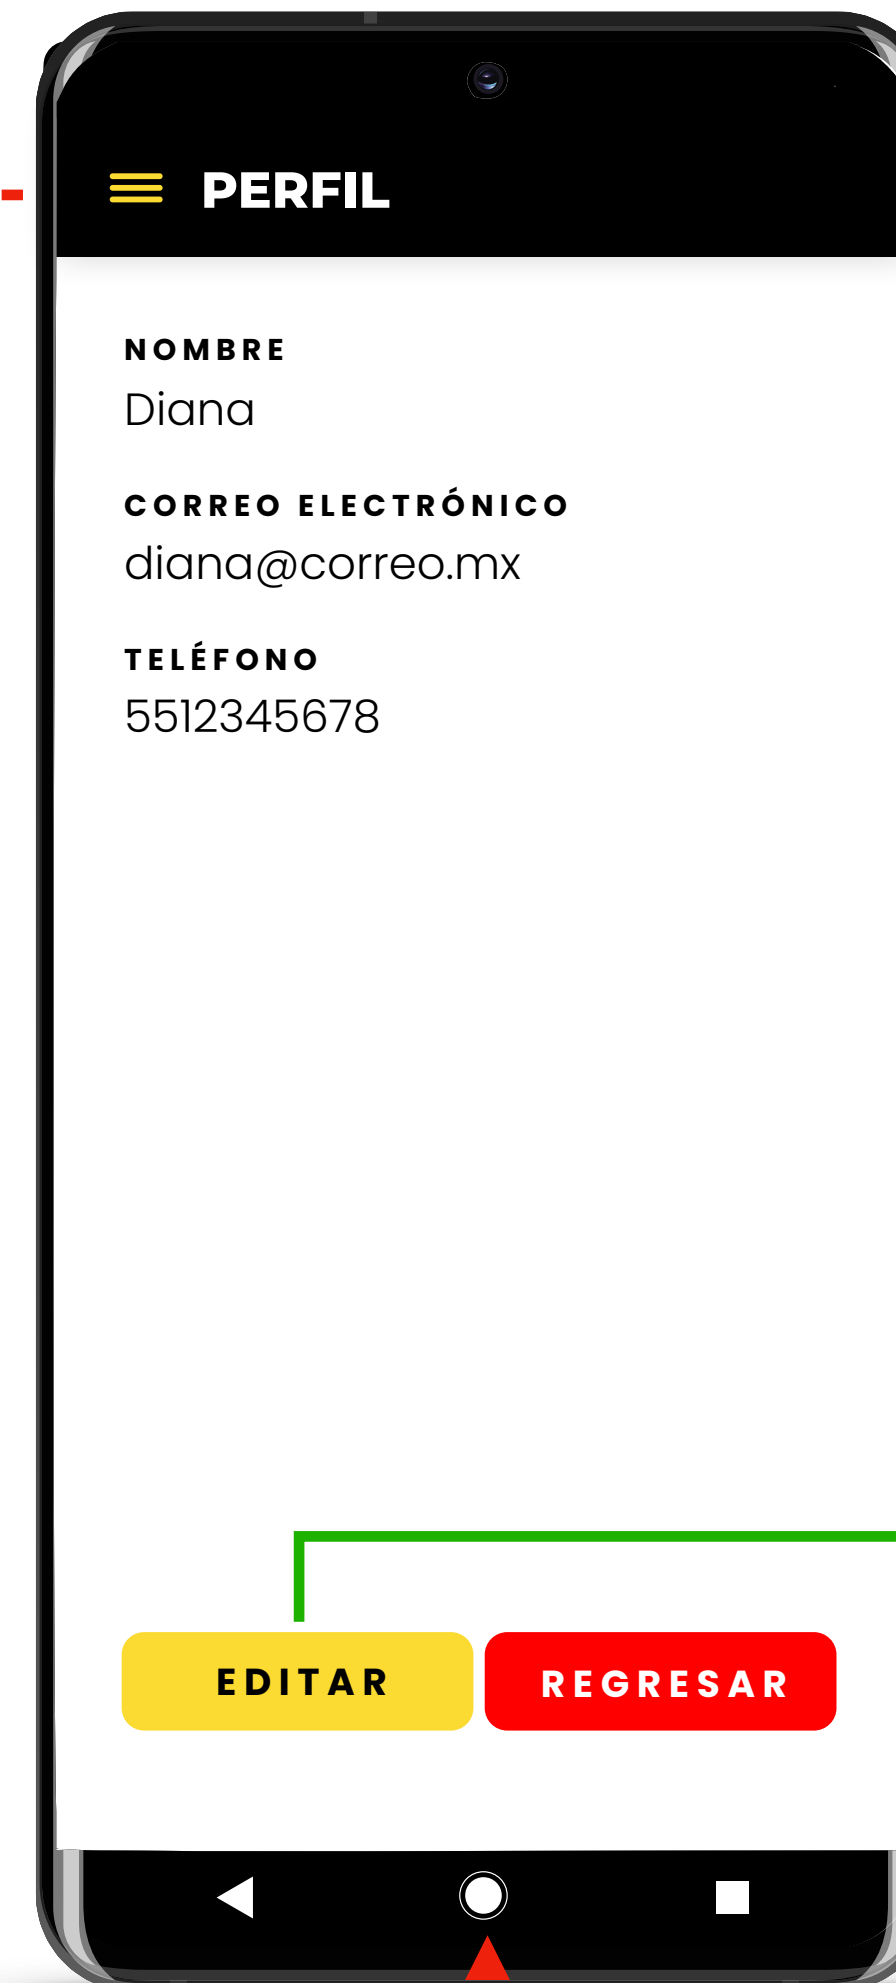 PERFIL
NOMBRE
Diana
CORREO ELECTRÓNICO
diana@correo.mx
TELÉFONO
5512345678
EDITAR
REGRESAR